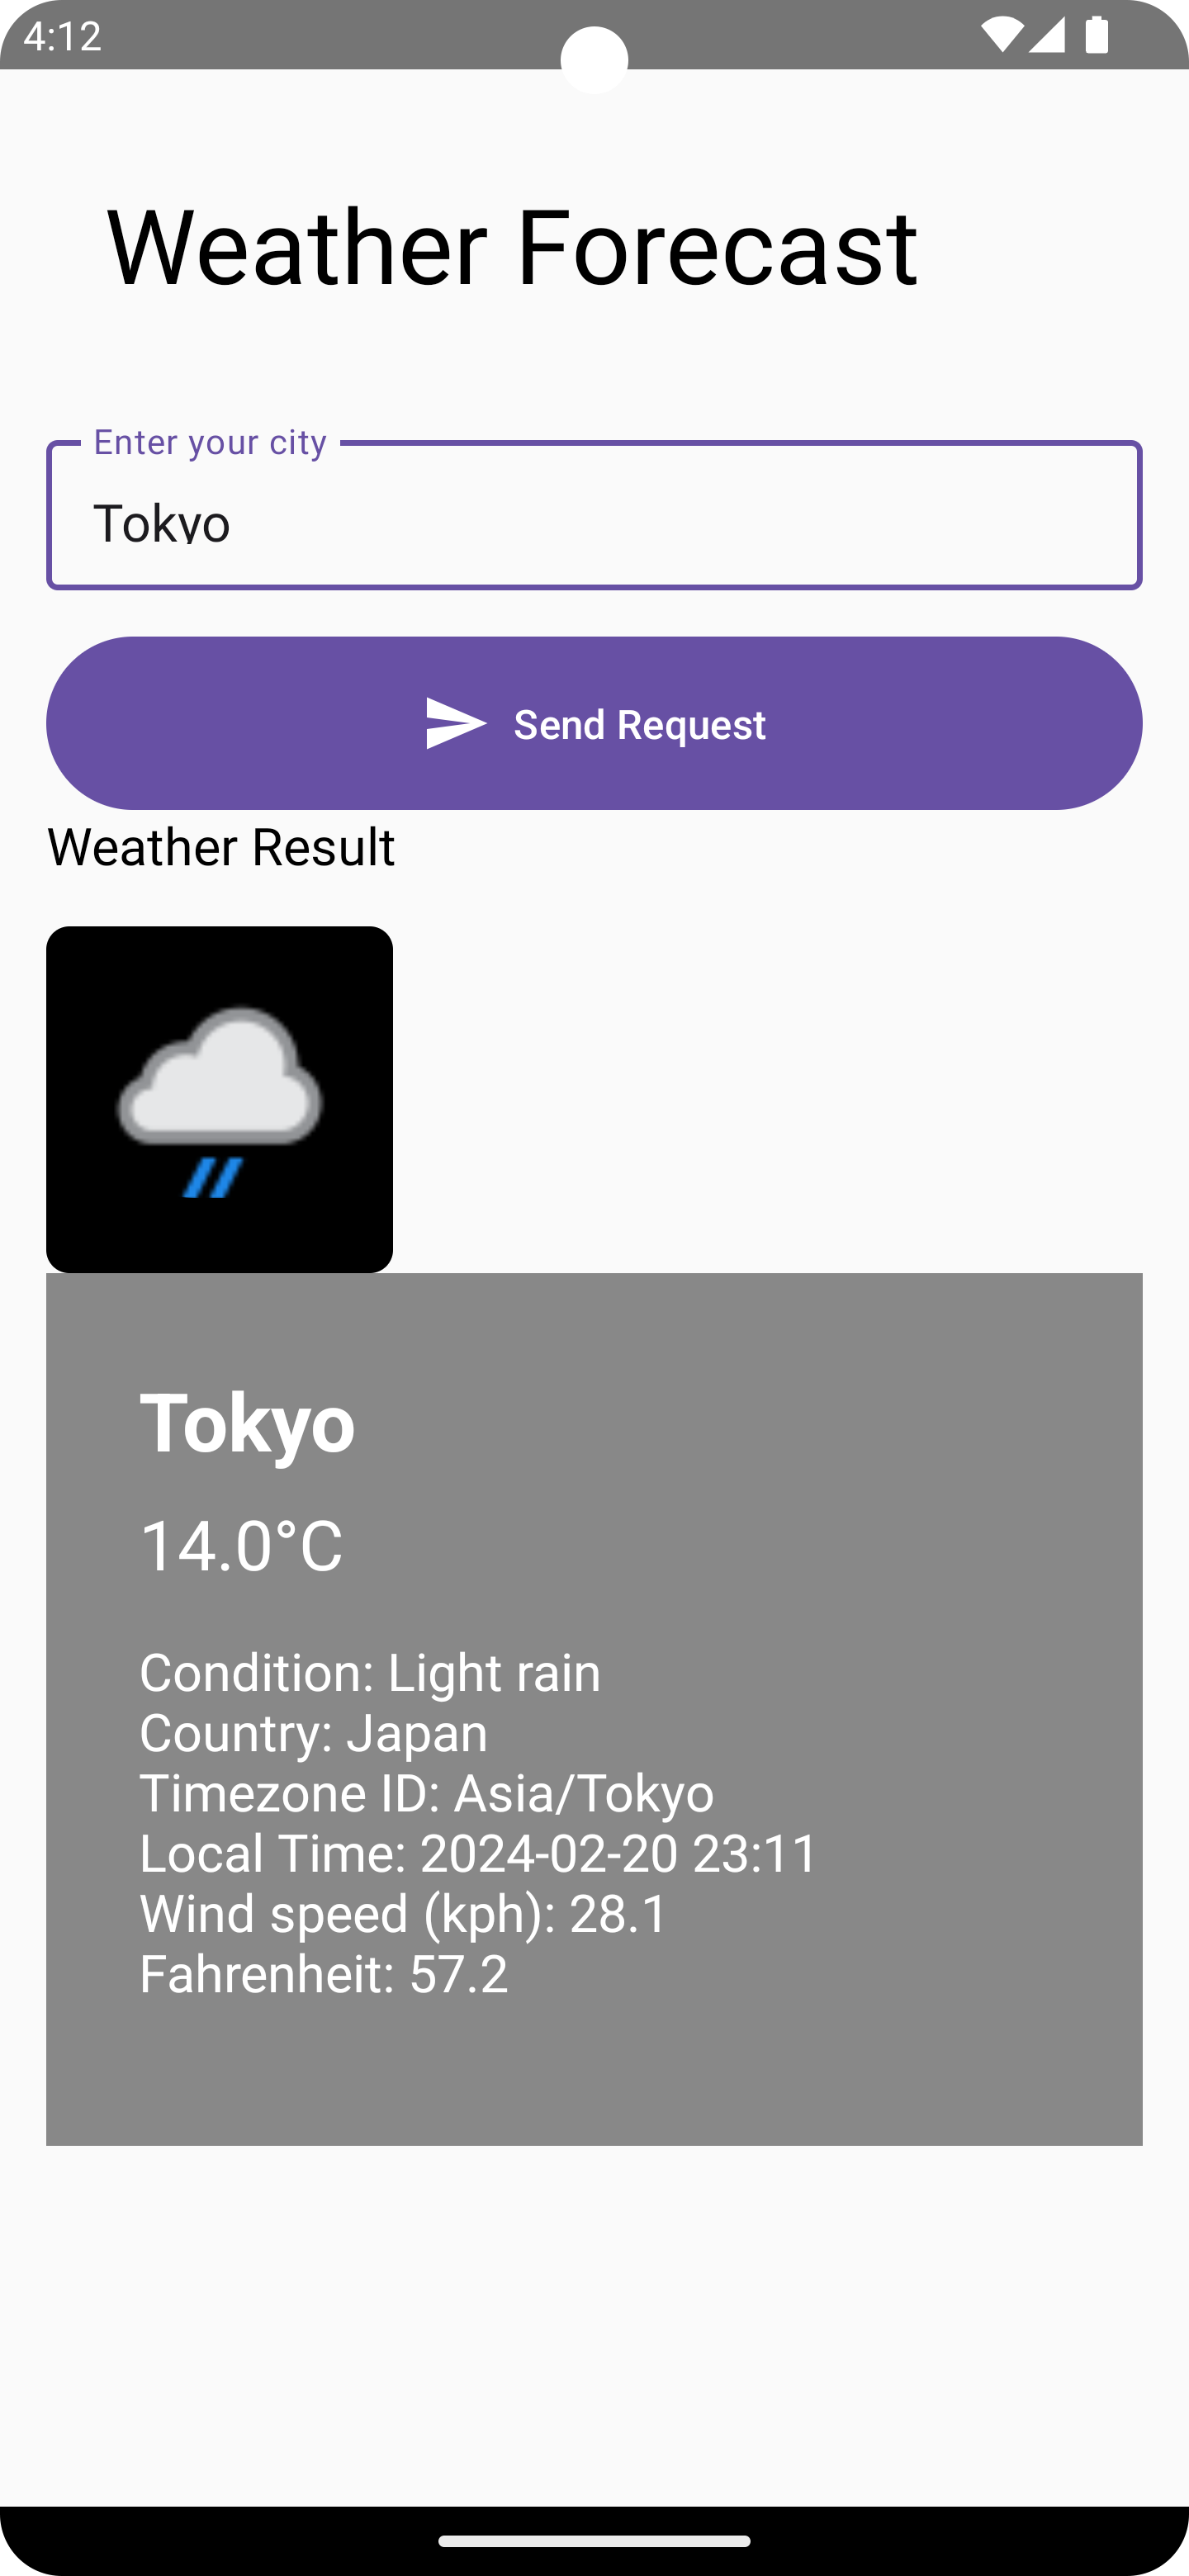 4:12
Weather Forecast
Enter your city
Tokyo
Send Request
Weather Result
Tokyo
14.0°C
Condition: Light rain
Country: Japan
Timezone ID: Asia/Tokyo
Local Time: 2024-02-20 23:11
Wind speed (kph): 28.1
Fahrenheit: 57.2